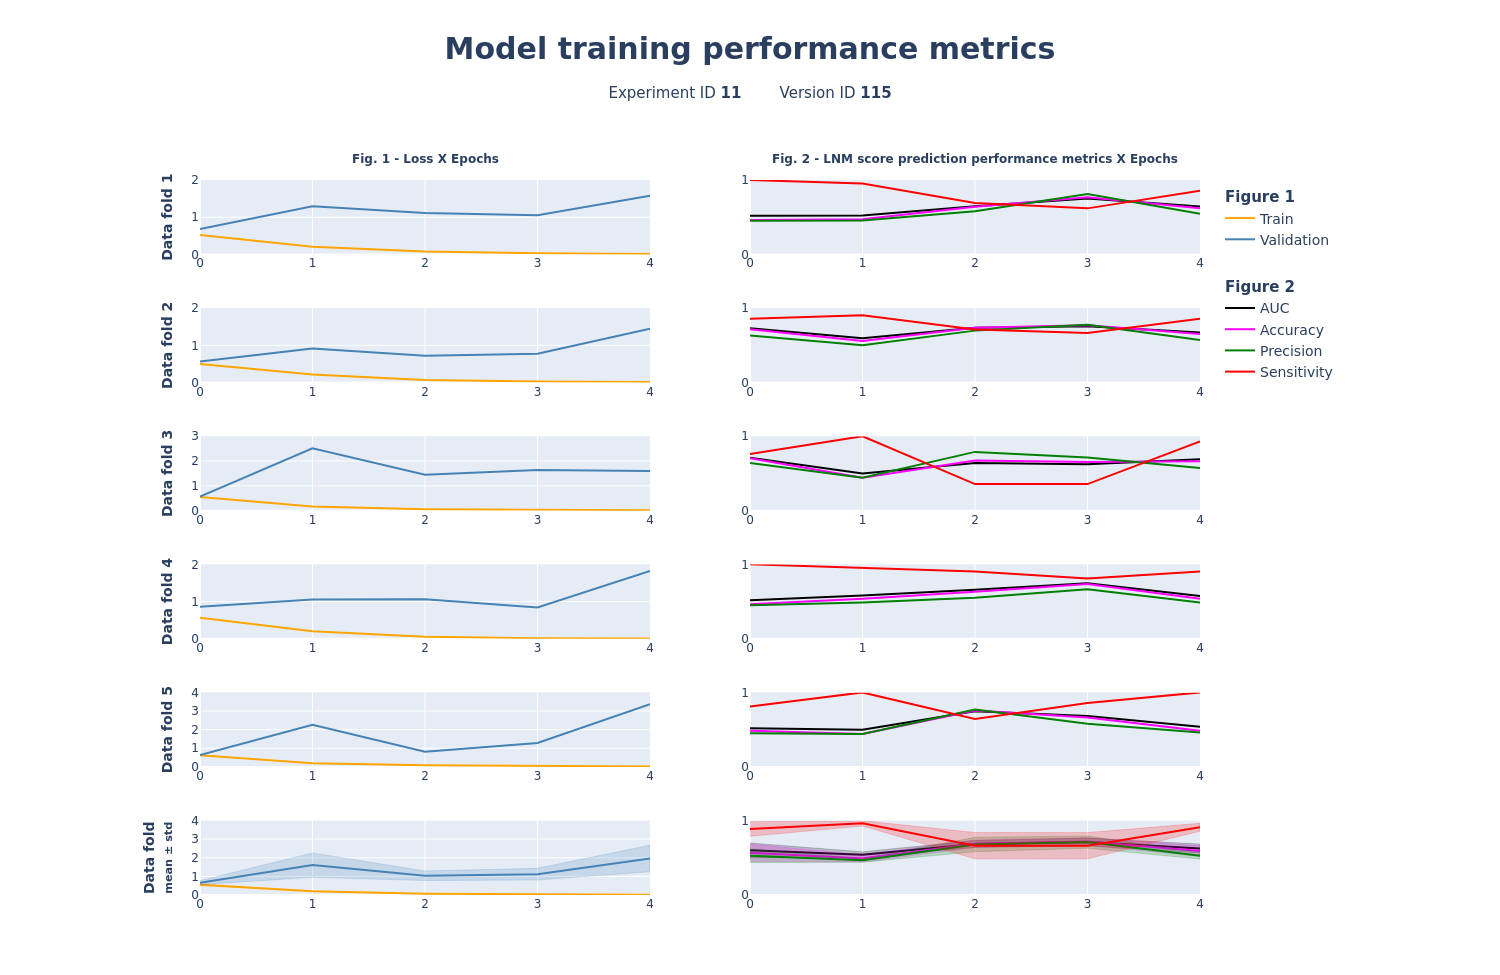 Model training performance metrics
Experiment ID 11 Version ID 115
Fig. 1 - Loss X Epochs
Fig. 2 - LNM score prediction performance metrics X Epochs
Data fold 1
2
1
0
0 1 2 3 4
1
0
0 1 2 3 4
Figure 1
Train
Validation
Figure 2
AUC
Accuracy
Precision
Sensitivity
Data fold 2
2
1
0
0 1 2 3 4
1
0
0 1 2 3 4
Data fold 3
3
2
1
0
0 1 2 3 4
1
0
0 1 2 3 4
Data fold 4
2
1
0
0 1 2 3 4
1
0
0 1 2 3 4
Data fold 5
4
3
2
1
0
0 1 2 3 4
1
0
0 1 2 3 4
Data fold
mean ± std
4
3
2
1
0
0 1 2 3 4
1
0
0 1 2 3 4